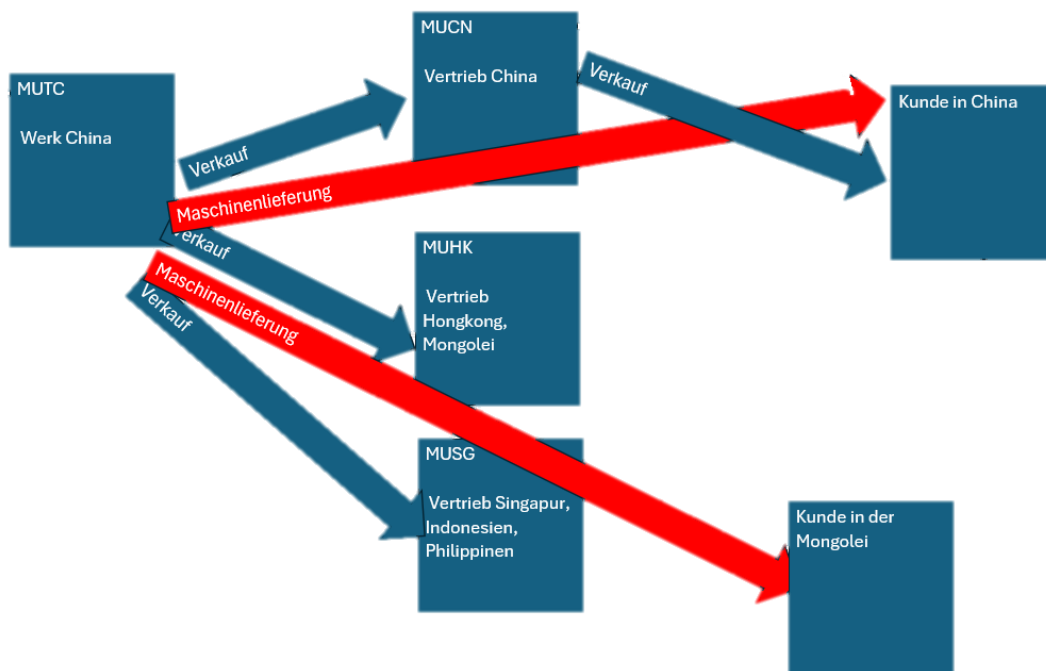 MUCN
Vertrieb China
MUTC
Werk China
Verkauf
Verkauf
Kunde in China
Maschinenlieferung
Verkauf
MUHK
Vertrieb
Hongkong,
Mongolei
Maschinenlieferung
Verkauf
MUSG
Vertrieb Singapur,
Indonesien,
Philippinen
Kunde in der
Mongolei